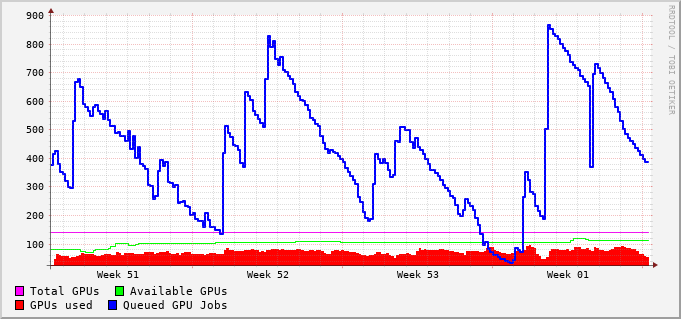 900
800
700
600
500
400
300
200
100
Week 51 Week 52 Week 53 Week 01
Total GPUs Available GPUs
GPUs used Queued GPU Jobs
RRDTOOL / TOBI OETIKER